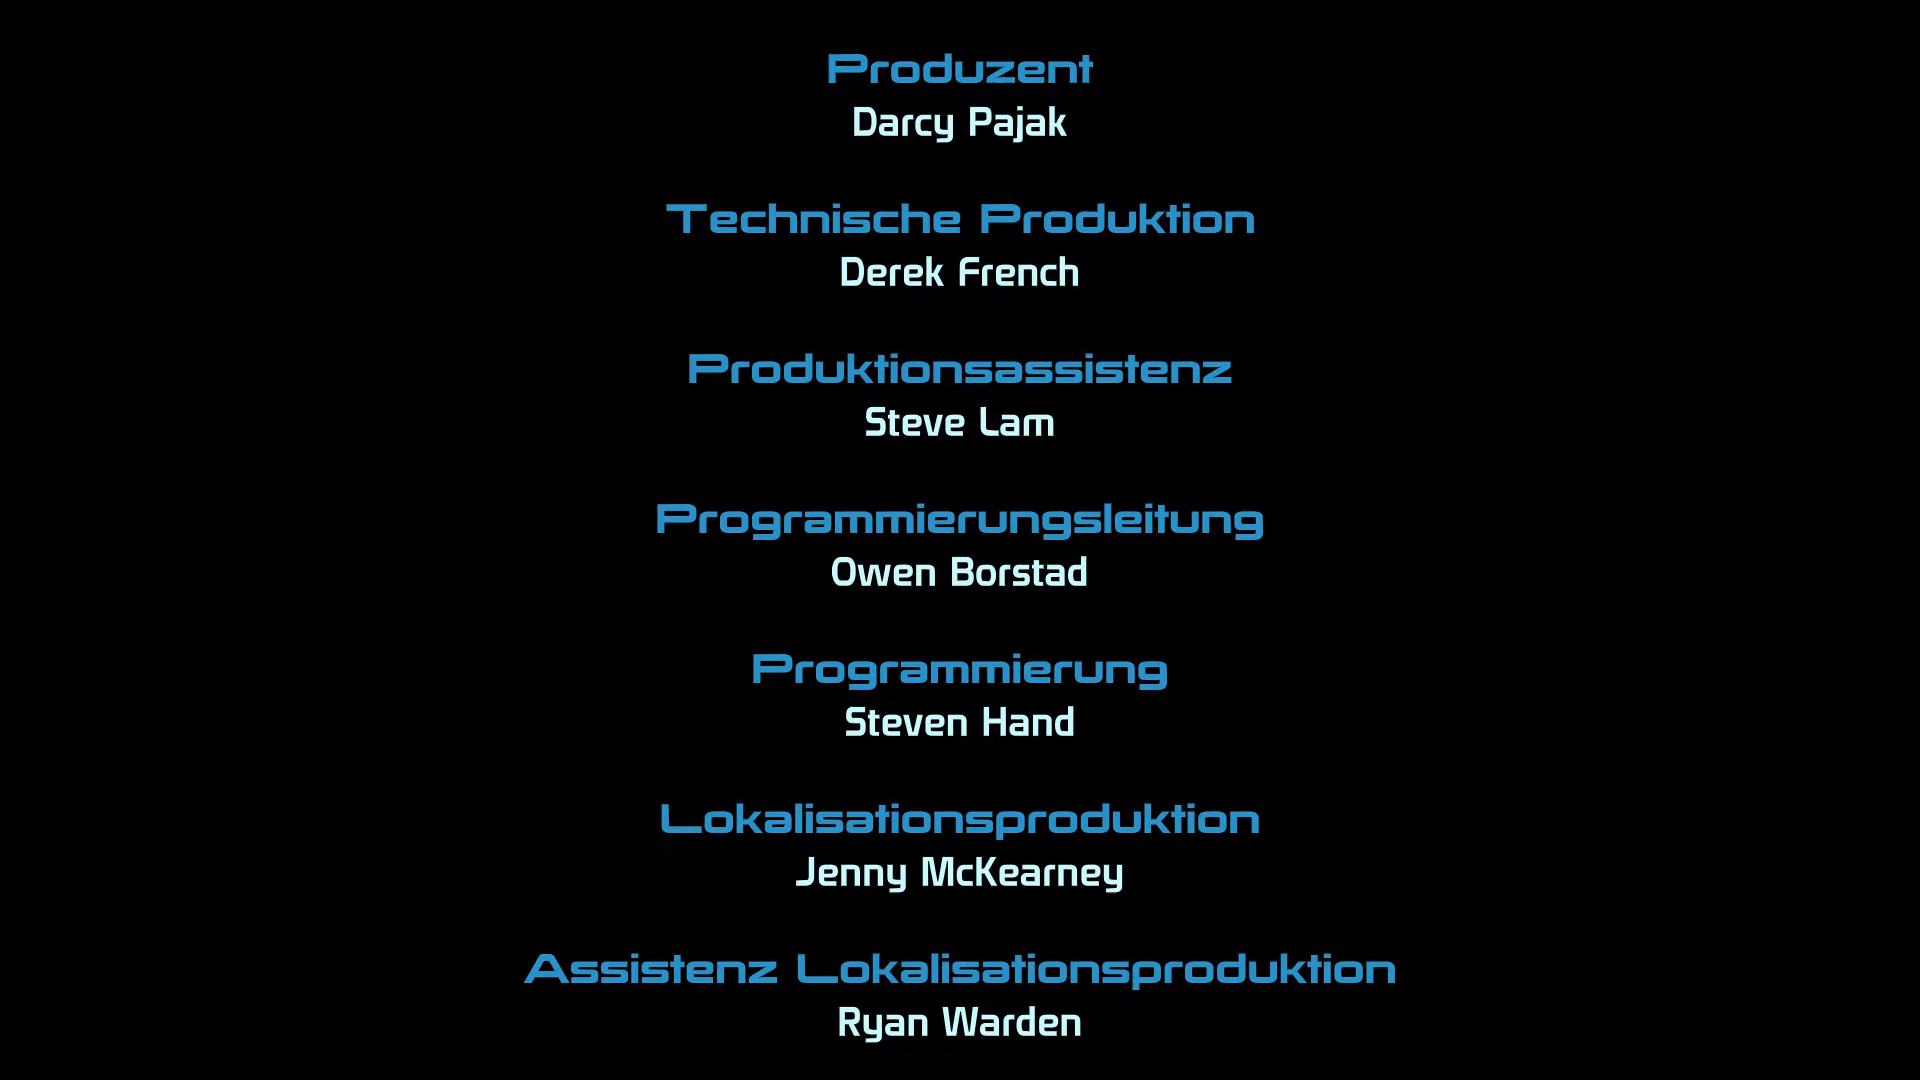 Produzent
Darcy Pajak
Technische Produktion
Derek French
Produktionsassistenz
Steve Lam
Programmierungsleitung
Owen Borstad
Programmierung
Steven Hand
Lokalisationsproduktion
Jenny McKearney
Assistenz Lokalisationsproduktion
Ryan Warden